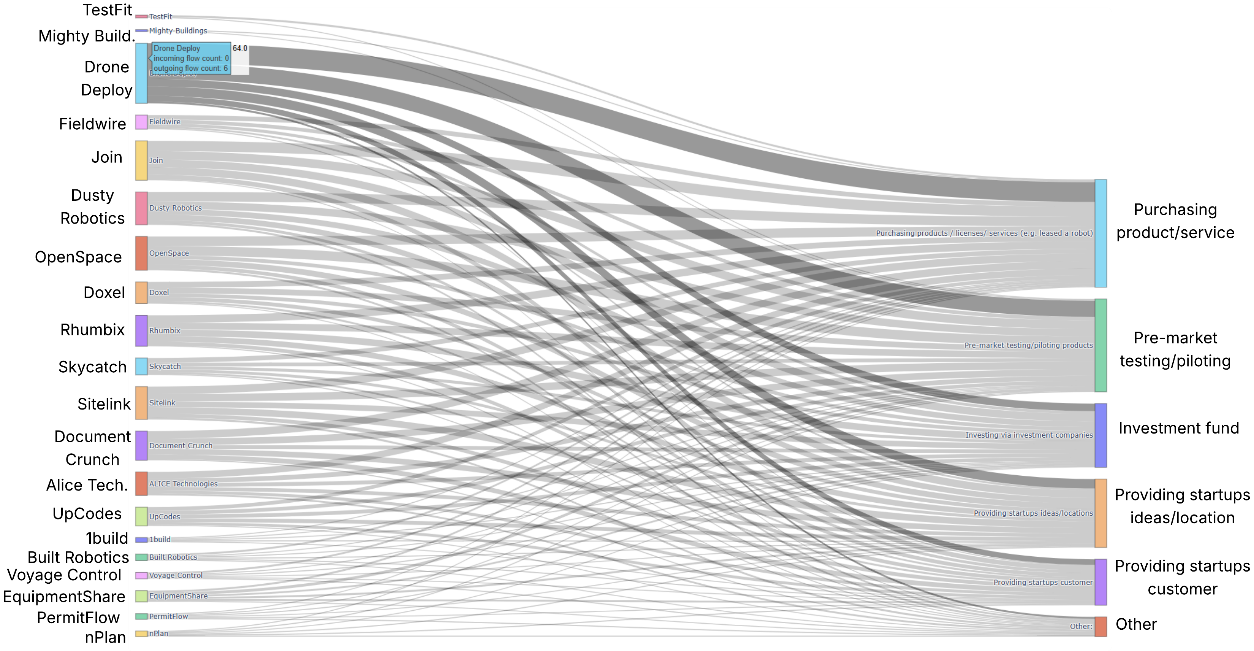 TestFit
TestFit
Mighty Build.
Mighty Buildings
Drone
Deploy
Drone Deploy
incoming flow count: 0
outgoing flow count: 6
64.0
Fieldwire
Fieldwire
Join
Join
Dusty
Robotics
Dusty Robotics
OpenSpace
OpenSpace
Doxel
Doxel
Rhumbix
Rhumbix
Skycatch
Skycatch
Sitelink
Sitelink
Document
Crunch
Document Crunch
Alice Tech.
ALICE Technologies
UpCodes
UpCodes
1build
1build
Built Robotics
Built Robotics
Voyage Control
Voyage Control
EquipmentShare
EquipmentShare
PermitFlow
PermitFlow
nPlan
nPlan
Purchasing products / licenses/ services (e.g. leased a robot)
Purchasing
product/service
Pre-market testing/piloting products
Pre-market
testing/piloting
Investing via investment companies
Investment fund
Providing startups ideas/locations
Providing startups
ideas/location
Providing startups customer
Providing startups
customer
Other:
Other